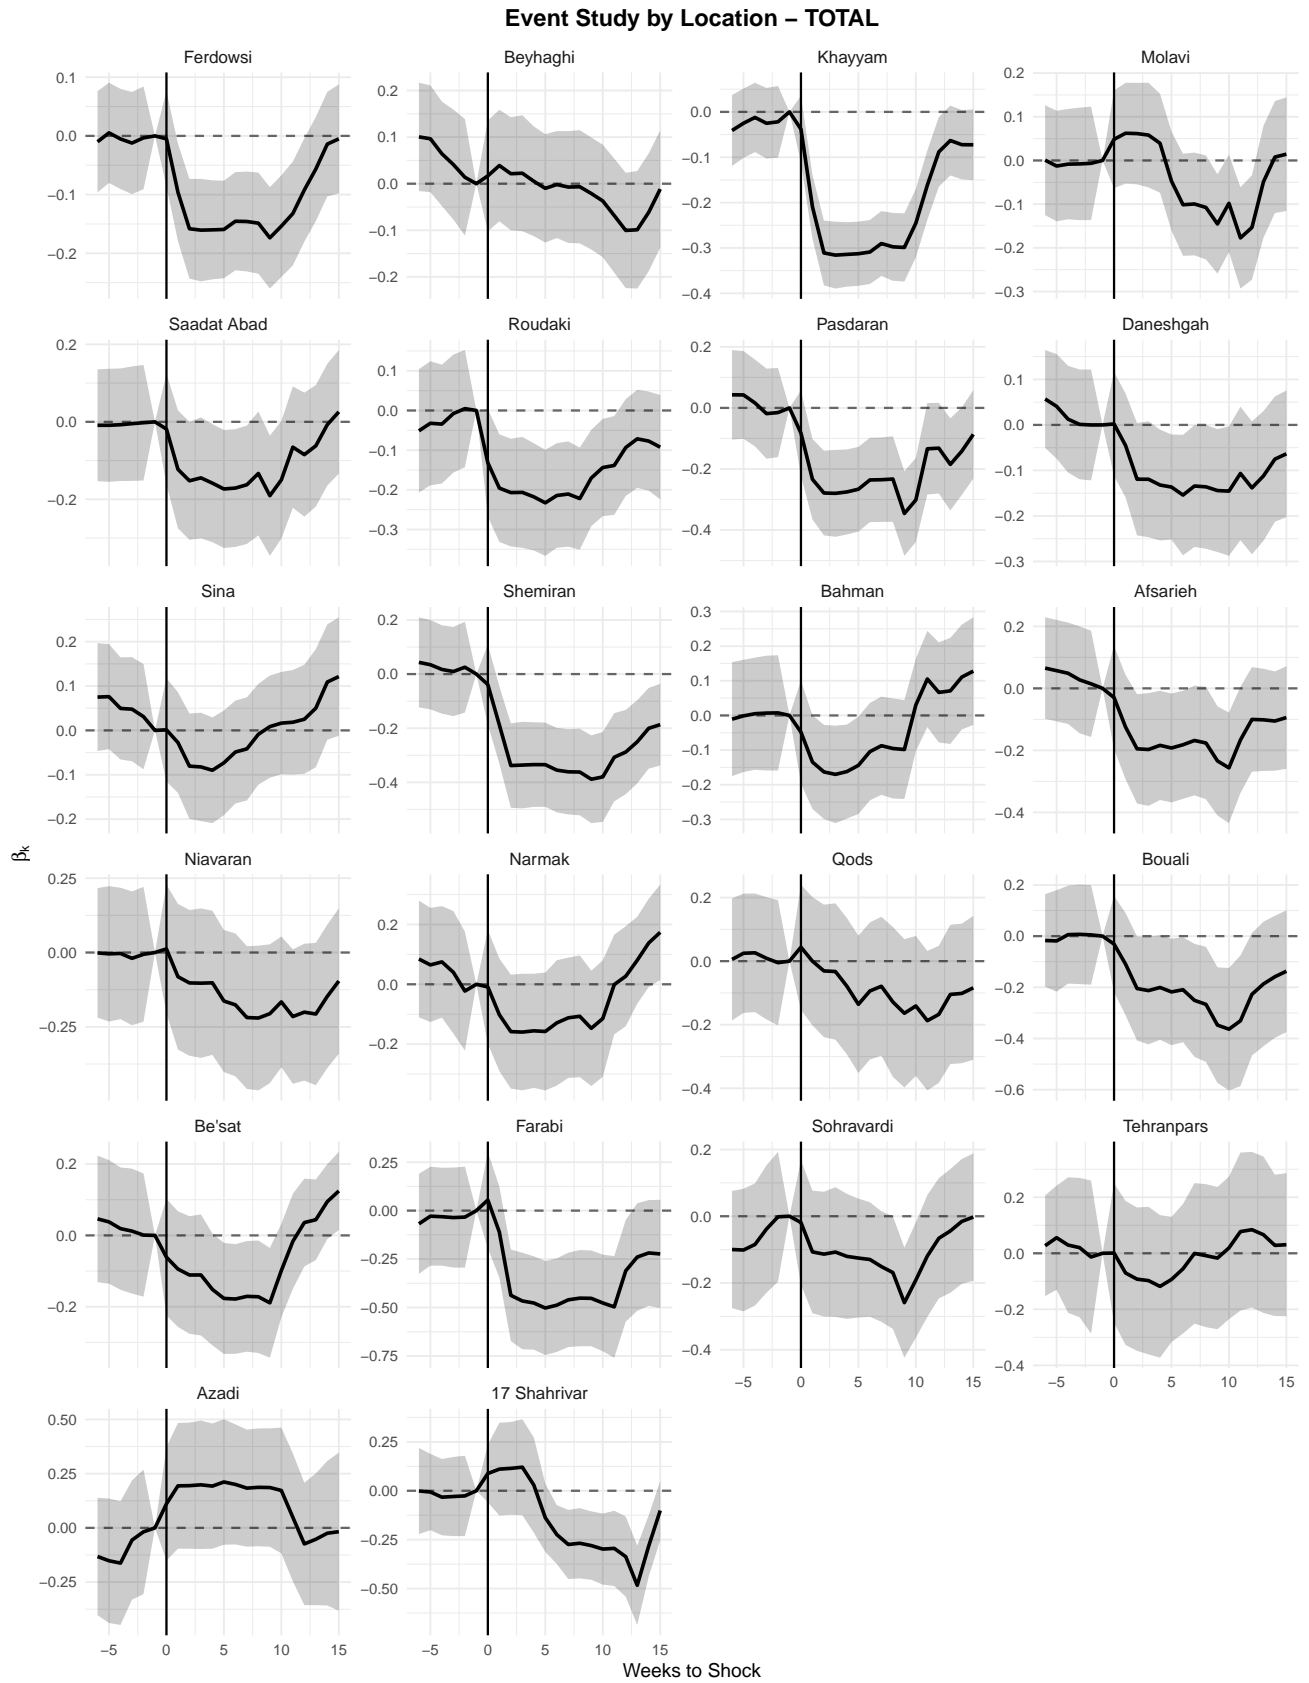 Event Study by Location − TOTAL
Ferdowsi Beyhaghi Khayyam Molavi
0.1 0.0 −0.1 −0.2
0.2 0.1 0.0 −0.1 −0.2
0.0 −0.1 −0.2 −0.3 −0.4
0.2 0.1 0.0 −0.1 −0.2 −0.3
Saadat Abad Roudaki Pasdaran Daneshgah
0.2 0.0 −0.2
0.1 0.0 −0.1 −0.2 −0.3
0.2 0.0 −0.2 −0.4
0.1 0.0 −0.1 −0.2 −0.3
Sina Shemiran Bahman Afsarieh
0.2 0.1 0.0 −0.1 −0.2
0.2 0.0 −0.2 −0.4
0.3 0.2 0.1 0.0 −0.1 −0.2 −0.3
0.2 0.0 −0.2 −0.4
βk
Niavaran Narmak Qods Bouali
0.25 0.00 −0.25
0.2 0.0 −0.2
0.2 0.0 −0.2 −0.4
0.2 0.0 −0.2 −0.4 −0.6
Be'sat Farabi Sohravardi Tehranpars
0.2 0.0 −0.2
0.25 0.00 −0.25 −0.50 −0.75
0.2 0.0 −0.2 −0.4
0.2 0.0 −0.2 −0.4
−5 0 5 10 15 −5 0 5 10 15
Azadi 17 Shahrivar
0.50 0.25 0.00 −0.25
0.25 0.00 −0.25 −0.50
−5 0 5 10 15 −5 0 5 10 15
Weeks to Shock